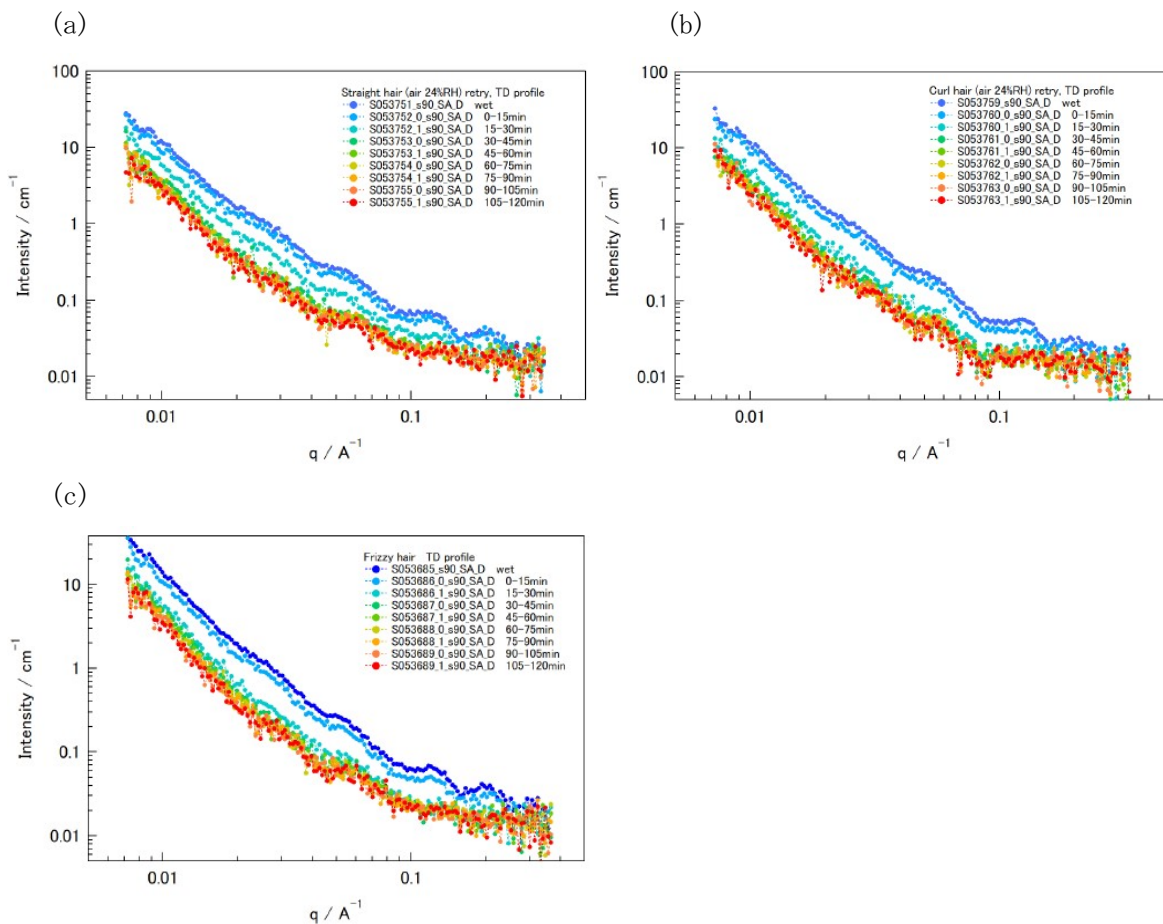 (a)
100
10
1
0.1
0.01
Intensity / cm⁻¹
Straight hair (air 24%RH) retry, TD profile
S053751_s90_SA_D wet
S053752_0_s90_SA_D 0-15min
S053752_1_s90_SA_D 15-30min
S053753_0_s90_SA_D 30-45min
S053753_1_s90_SA_D 45-60min
S053754_0_s90_SA_D 60-75min
S053754_1_s90_SA_D 75-90min
S053755_0_s90_SA_D 90-105min
S053755_1_s90_SA_D 105-120min
0.01 0.1
q / A⁻¹
(b)
100
10
1
0.1
0.01
Intensity / cm⁻¹
Curl hair (air 24%RH) retry, TD profile
S053759_s90_SA_D wet
S053760_0_s90_SA_D 0-15min
S053760_1_s90_SA_D 15-30min
S053761_0_s90_SA_D 30-45min
S053761_1_s90_SA_D 45-60min
S053762_0_s90_SA_D 60-75min
S053762_1_s90_SA_D 75-90min
S053763_0_s90_SA_D 90-105min
S053763_1_s90_SA_D 105-120min
0.01 0.1
q / A⁻¹
(c)
10
1
0.1
0.01
Intensity / cm⁻¹
Frizzy hair TD profile
S053685_s90_SA_D wet
S053686_0_s90_SA_D 0-15min
S053686_1_s90_SA_D 15-30min
S053687_0_s90_SA_D 30-45min
S053687_1_s90_SA_D 45-60min
S053688_0_s90_SA_D 60-75min
S053688_1_s90_SA_D 75-90min
S053689_0_s90_SA_D 90-105min
S053689_1_s90_SA_D 105-120min
0.01 0.1
q / A⁻¹